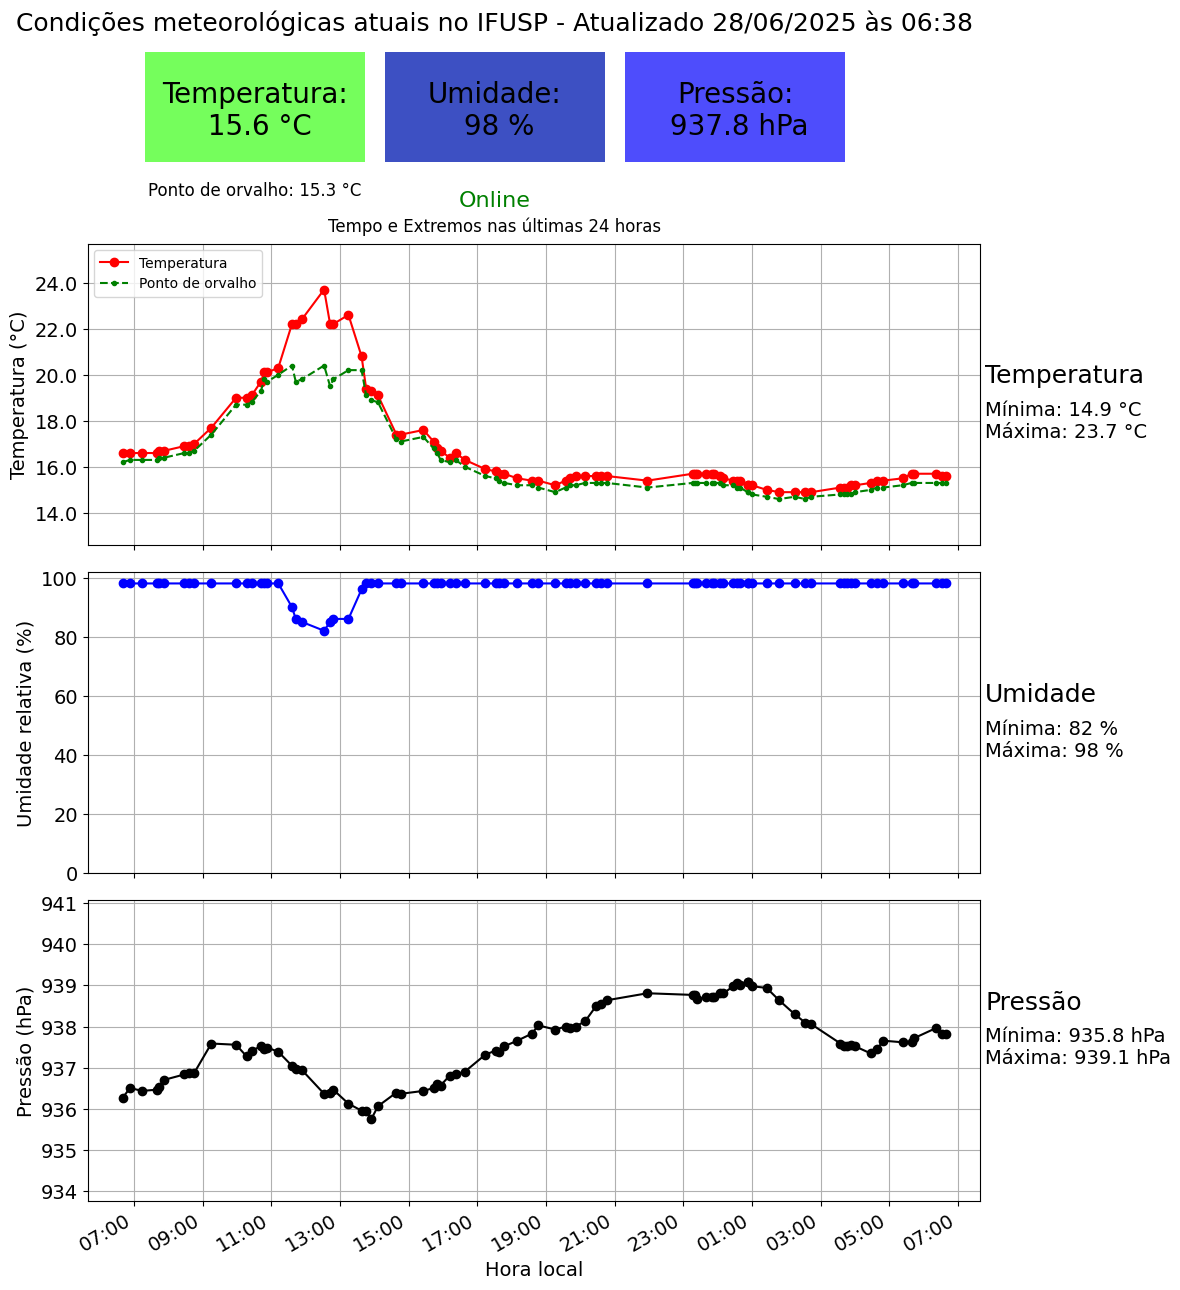 Condições meteorológicas atuais no IFUSP - Atualizado 28/06/2025 às 06:38
Temperatura:
15.6 °C
Umidade:
98 %
Pressão:
937.8 hPa
Ponto de orvalho: 15.3 °C
Online
Tempo e Extremos nas últimas 24 horas
Temperatura
Ponto de orvalho
Temperatura (°C)
24.0
22.0
20.0
18.0
16.0
14.0
Temperatura
Mínima: 14.9 °C
Máxima: 23.7 °C
Umidade relativa (%)
100
80
60
40
20
0
Umidade
Mínima: 82 %
Máxima: 98 %
Pressão (hPa)
941
940
939
938
937
936
935
934
Pressão
Mínima: 935.8 hPa
Máxima: 939.1 hPa
07:00 09:00 11:00 13:00 15:00 17:00 19:00 21:00 23:00 01:00 03:00 05:00 07:00
Hora local